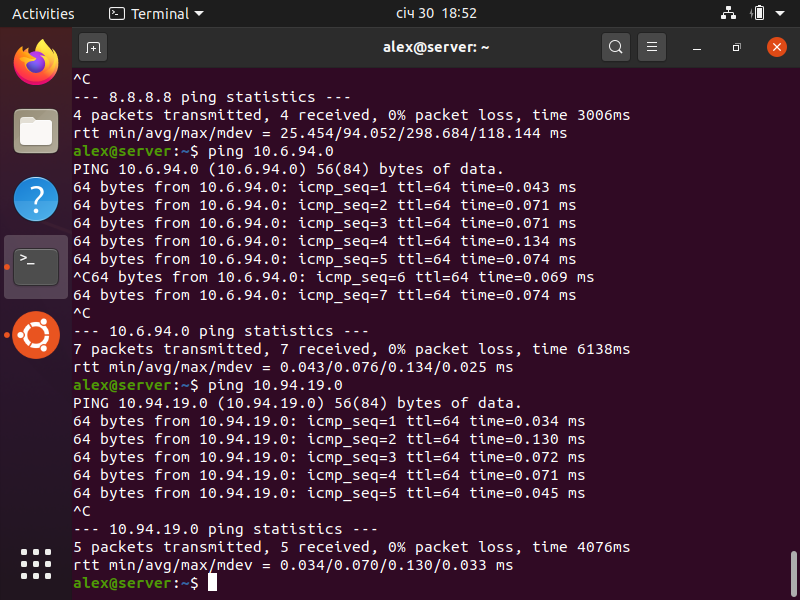 Activities
Terminal
січ 30 18:52
alex@server: ~
^C
--- 8.8.8.8 ping statistics ---
4 packets transmitted, 4 received, 0% packet loss, time 3006ms
rtt min/avg/max/mdev = 25.454/94.052/298.684/118.144 ms
alex@server:~$ ping 10.6.94.0
PING 10.6.94.0 (10.6.94.0) 56(84) bytes of data.
64 bytes from 10.6.94.0: icmp_seq=1 ttl=64 time=0.043 ms
64 bytes from 10.6.94.0: icmp_seq=2 ttl=64 time=0.071 ms
64 bytes from 10.6.94.0: icmp_seq=3 ttl=64 time=0.071 ms
64 bytes from 10.6.94.0: icmp_seq=4 ttl=64 time=0.134 ms
64 bytes from 10.6.94.0: icmp_seq=5 ttl=64 time=0.074 ms
^C64 bytes from 10.6.94.0: icmp_seq=6 ttl=64 time=0.069 ms
64 bytes from 10.6.94.0: icmp_seq=7 ttl=64 time=0.074 ms
^C
--- 10.6.94.0 ping statistics ---
7 packets transmitted, 7 received, 0% packet loss, time 6138ms
rtt min/avg/max/mdev = 0.043/0.076/0.134/0.025 ms
alex@server:~$ ping 10.94.19.0
PING 10.94.19.0 (10.94.19.0) 56(84) bytes of data.
64 bytes from 10.94.19.0: icmp_seq=1 ttl=64 time=0.034 ms
64 bytes from 10.94.19.0: icmp_seq=2 ttl=64 time=0.130 ms
64 bytes from 10.94.19.0: icmp_seq=3 ttl=64 time=0.072 ms
64 bytes from 10.94.19.0: icmp_seq=4 ttl=64 time=0.071 ms
64 bytes from 10.94.19.0: icmp_seq=5 ttl=64 time=0.045 ms
^C
--- 10.94.19.0 ping statistics ---
5 packets transmitted, 5 received, 0% packet loss, time 4076ms
rtt min/avg/max/mdev = 0.034/0.070/0.130/0.033 ms
alex@server:~$